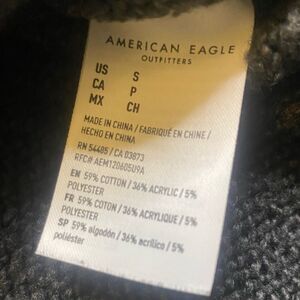 AMERICAN EAGLE
OUTFITTERS
US S
CA P
MX CH
MADE IN CHINA / FABRIQUÉ EN CHINE /
HECHO EN CHINA
RN 54485 / CA 03873
RFC# AEM120605U9A
EN 59% COTTON / 36% ACRYLIC / 5%
POLYESTER
FR 59% COTON / 36% ACRYLIQUE / 5%
POLYESTER
SP 59% algodón / 36% acrílico / 5%
poliéster